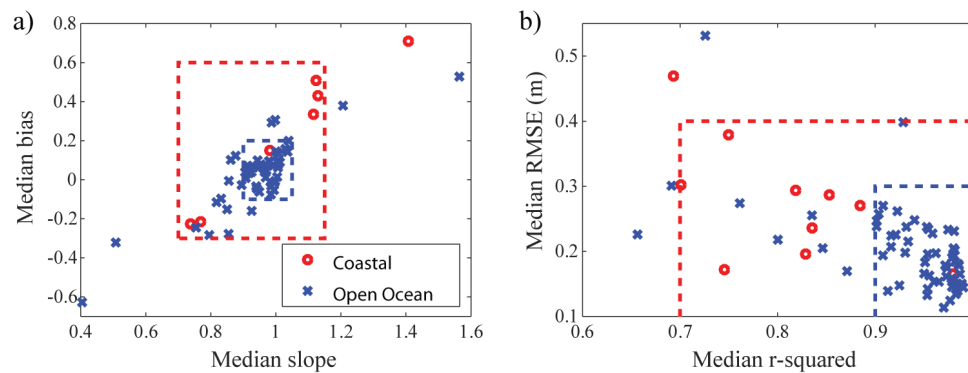 a)
Median bias
0.8
0.6
0.4
0.2
0
-0.2
-0.4
-0.6
0.4 0.6 0.8 1 1.2 1.4 1.6
Median slope
Coastal
Open Ocean
b)
Median RMSE (m)
0.5
0.4
0.3
0.2
0.1
0.6 0.7 0.8 0.9
Median r-squared